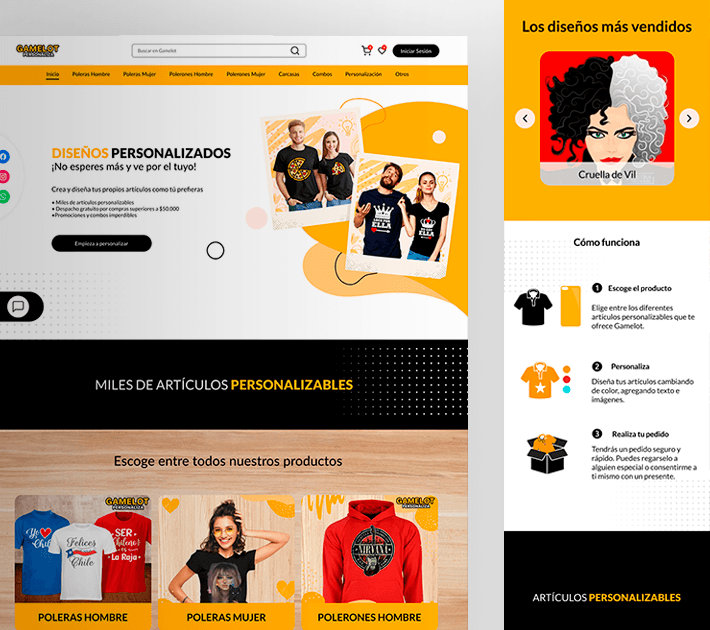 GAMELOT
PERSONALIZA
Buscar en Gamelot
Iniciar Sesión
Inicio
Poleras Hombre
Poleras Mujer
Polerones Hombre
Polerones Mujer
Carcasas
Combos
Personalización
Otros
DISEÑOS PERSONALIZADOS
¡No esperes más y ve por el tuyo!
Crea y diseña tus propios artículos como tú prefieras
• Miles de artículos personalizables
• Despacho gratuito por compras superiores a $50.000
•Promociones y combos imperdibles
Empieza a personalizar
ELLA
MILES DE ARTÍCULOS PERSONALIZABLES
Escoge entre todos nuestros productos
GAMELOT
PERSONALIZA
Yo
Chile
Felices
Chile
SER
Chileno
La Roja
POLERAS HOMBRE
POLERAS MUJER
GAMELOT
PERSONALIZA
NIRVANA
POLERONES HOMBRE
Los diseños más vendidos
Cruella de Vil
Cómo funciona
1 Escoge el producto
Elige entre los diferentes
artículos personalizables que te
ofrece Gamelot.
2 Personaliza
Diseña tus artículos cambiando
de color, agregando texto e
imágenes.
3 Realiza tu pedido
Tendrás un pedido seguro y
rápido. Puedes regarselo a
alguien especial o consentirme a
ti mismo con un presente.
ARTÍCULOS PERSONALIZABLES